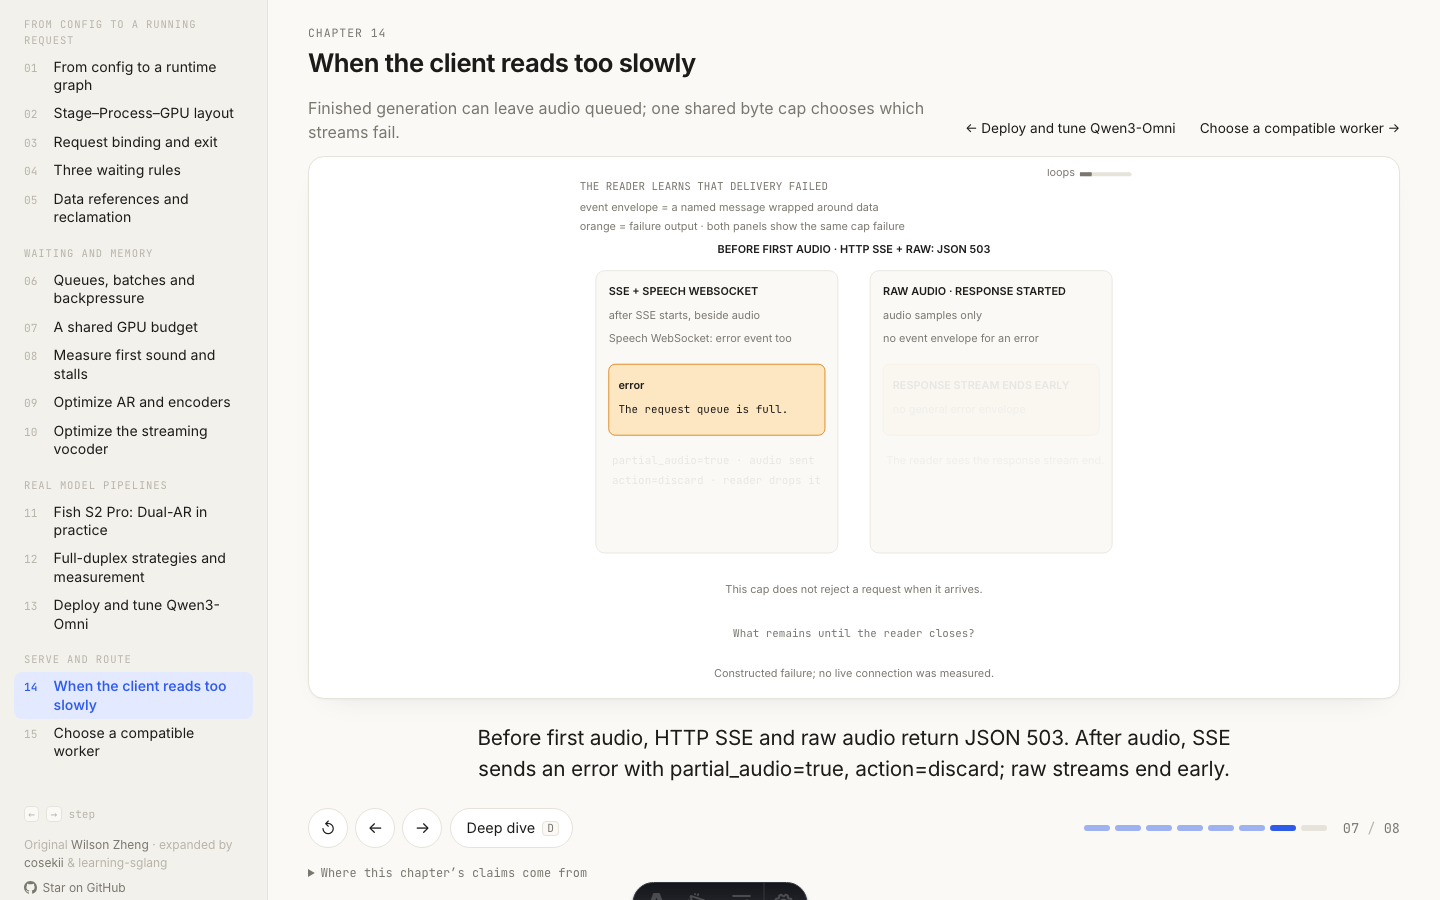 FROM CONFIG TO A RUNNING
REQUEST
01 From config to a runtime
graph
02 Stage–Process–GPU layout
03 Request binding and exit
04 Three waiting rules
05 Data references and
reclamation
WAITING AND MEMORY
06 Queues, batches and
backpressure
07 A shared GPU budget
08 Measure first sound and
stalls
09 Optimize AR and encoders
10 Optimize the streaming
vocoder
REAL MODEL PIPELINES
11 Fish S2 Pro: Dual-AR in
practice
12 Full-duplex strategies and
measurement
13 Deploy and tune Qwen3-
Omni
SERVE AND ROUTE
14 When the client reads too
slowly
15 Choose a compatible
worker
← → step
Original Wilson Zheng · expanded by
cosekii & learning-sglang
Star on GitHub
CHAPTER 14
When the client reads too slowly
Finished generation can leave audio queued; one shared byte cap chooses which
streams fail.
← Deploy and tune Qwen3-Omni Choose a compatible worker →
loops
THE READER LEARNS THAT DELIVERY FAILED
event envelope = a named message wrapped around data
orange = failure output · both panels show the same cap failure
BEFORE FIRST AUDIO · HTTP SSE + RAW: JSON 503
SSE + SPEECH WEBSOCKET
after SSE starts, beside audio
Speech WebSocket: error event too
error
The request queue is full.
partial_audio=true · audio sent
action=discard · reader drops it
RAW AUDIO · RESPONSE STARTED
audio samples only
no event envelope for an error
RESPONSE STREAM ENDS EARLY
no general error envelope
The reader sees the response stream end.
This cap does not reject a request when it arrives.
What remains until the reader closes?
Constructed failure; no live connection was measured.
Before first audio, HTTP SSE and raw audio return JSON 503. After audio, SSE
sends an error with partial_audio=true, action=discard; raw streams end early.
← → Deep dive D
07 / 08
▶ Where this chapter’s claims come from